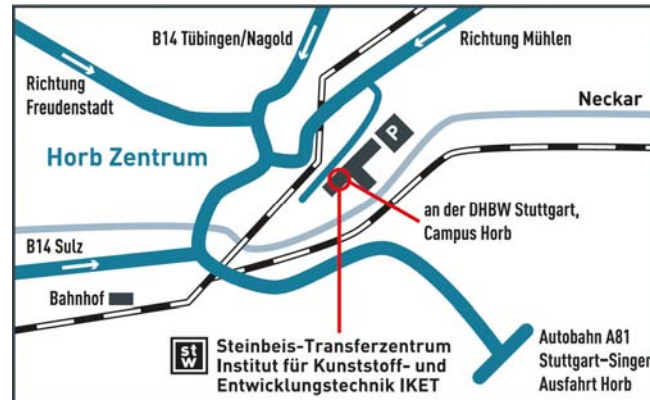 B14 Tübingen/Nagold
Richtung Mühlen
Richtung
Freudenstadt
Neckar
P
Horb Zentrum
an der DHBW Stuttgart,
Campus Horb
B14 Sulz
Bahnhof
stw
Steinbeis-Transferzentrum
Institut für Kunststoff- und
Entwicklungstechnik IKET
Autobahn A81
Stuttgart–Singen
Ausfahrt Horb